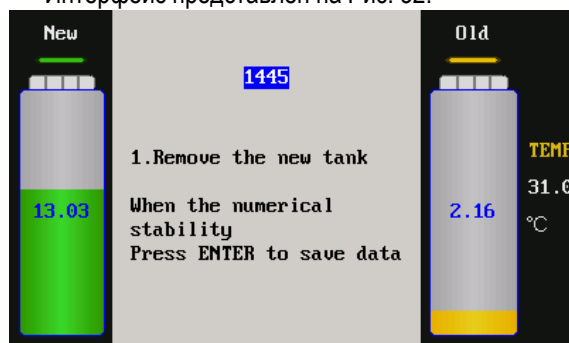 New
Old
1445
1.Remove the new tank
TEMP
31.0
13.03
When the numerical
2.16
°C
stability
Press ENTER to save data